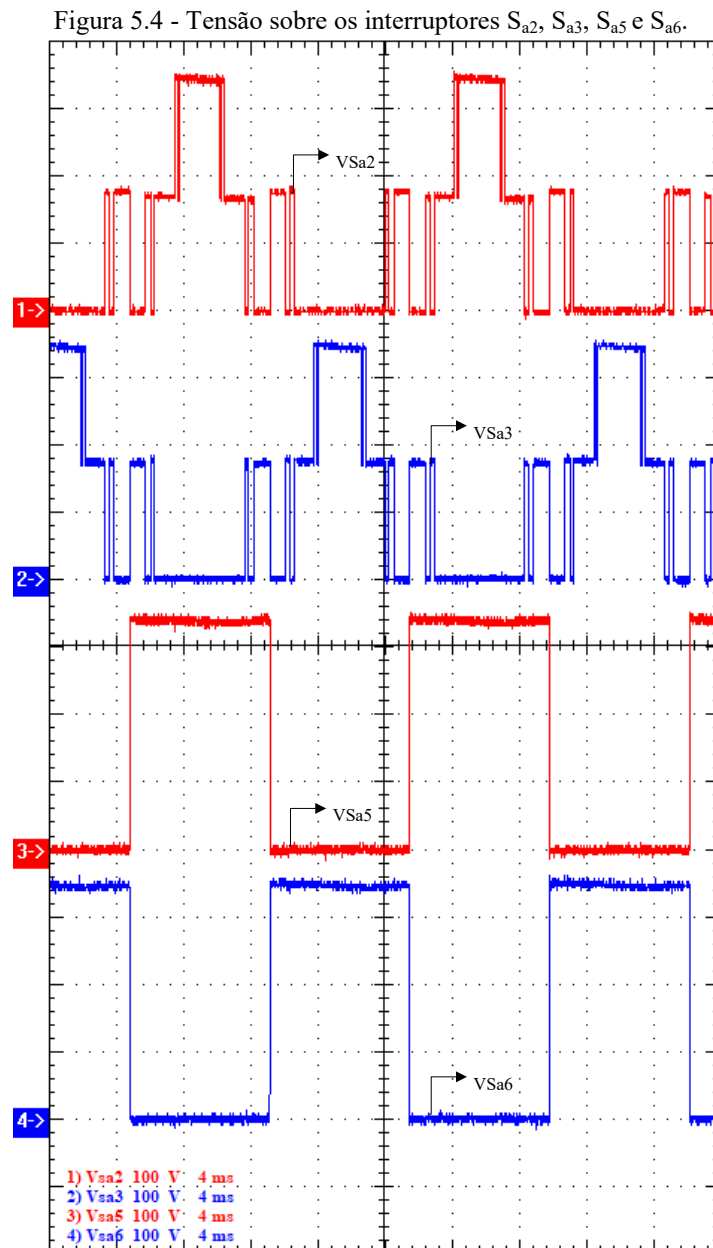 Figura 5.4 - Tensão sobre os interruptores Sa2, Sa3, Sa5 e Sa6.
VSa2
1->
VSa3
2->
VSa5
3->
VSa6
4->
1) Vsa2 100 V 4 ms
2) Vsa3 100 V 4 ms
3) Vsa5 100 V 4 ms
4) Vsa6 100 V 4 ms